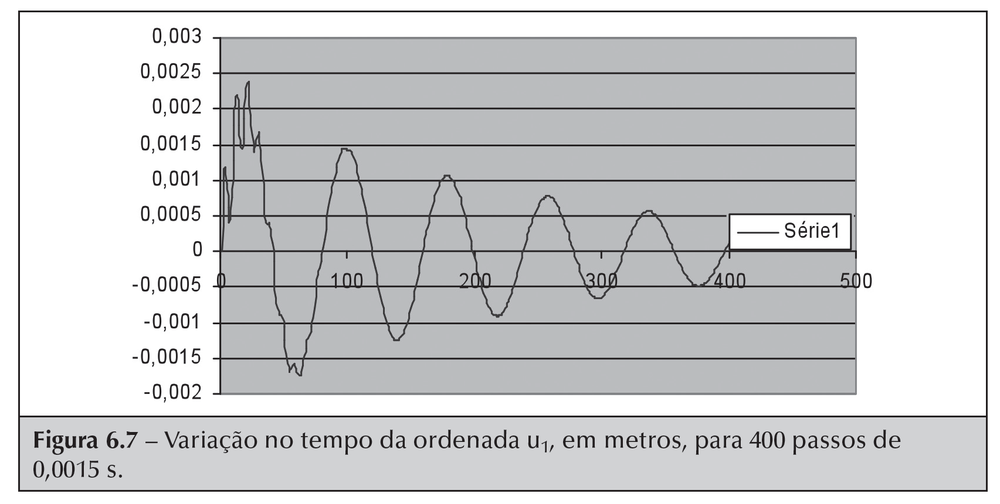 0,003
0,0025
0,002
0,0015
0,001
0,0005
0
-0,0005
-0,001
-0,0015
-0,002
0 100 200 300 400 500
Série1
Figura 6.7 – Variação no tempo da ordenada u₁, em metros, para 400 passos de
0,0015 s.